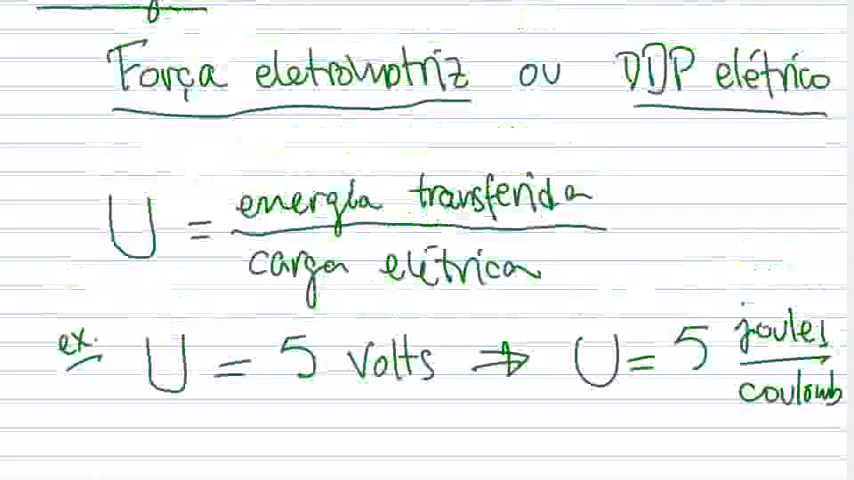 Força eletromotriz ou DDP elétrico
U = energia transferida
carga elétrica
ex. U = 5 volts ⇒ U = 5 joules
coulomb